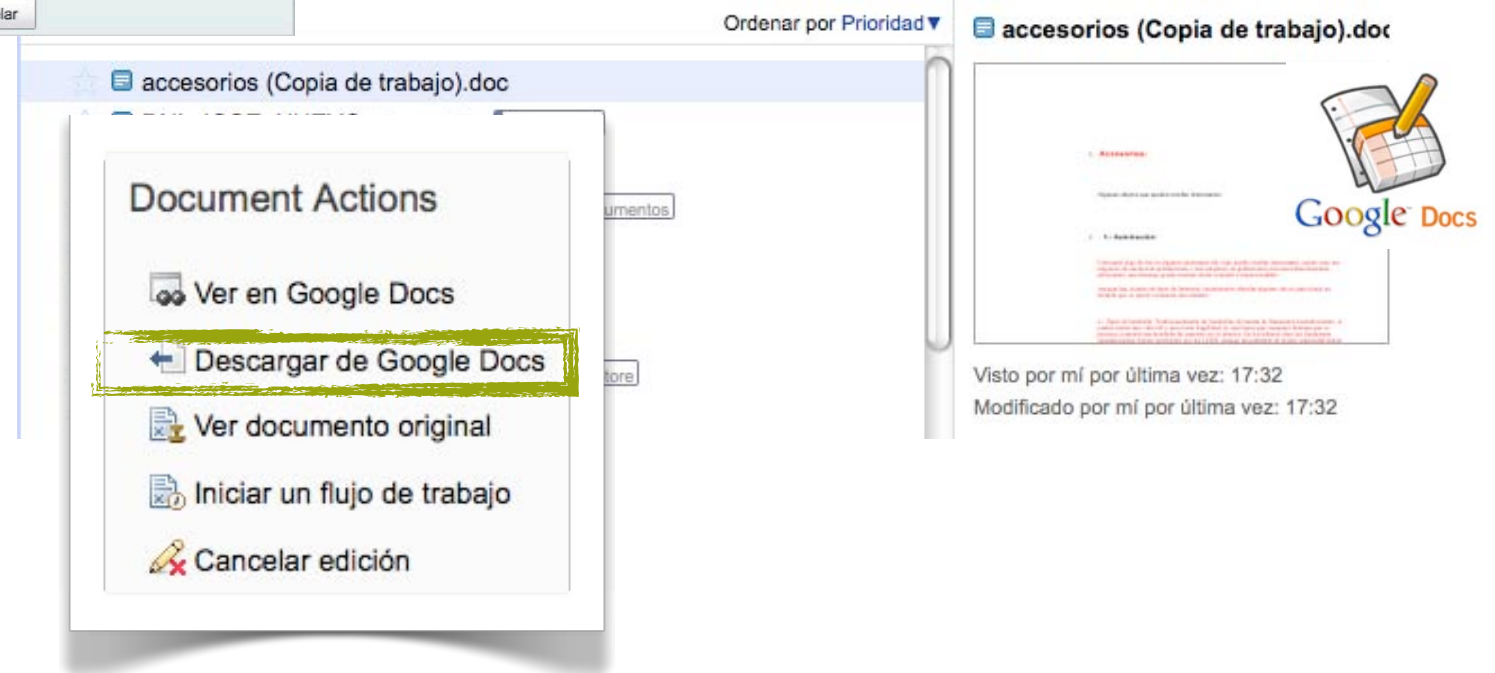 lar
Ordenar por Prioridad▼
accesorios (Copia de trabajo).doc
Document Actions
Ver en Google Docs
Descargar de Google Docs
Ver documento original
Iniciar un flujo de trabajo
Cancelar edición
umentos
tore
accesorios (Copia de trabajo).doc
Accesorios:
Google™ Docs
Visto por mí por última vez: 17:32
Modificado por mí por última vez: 17:32